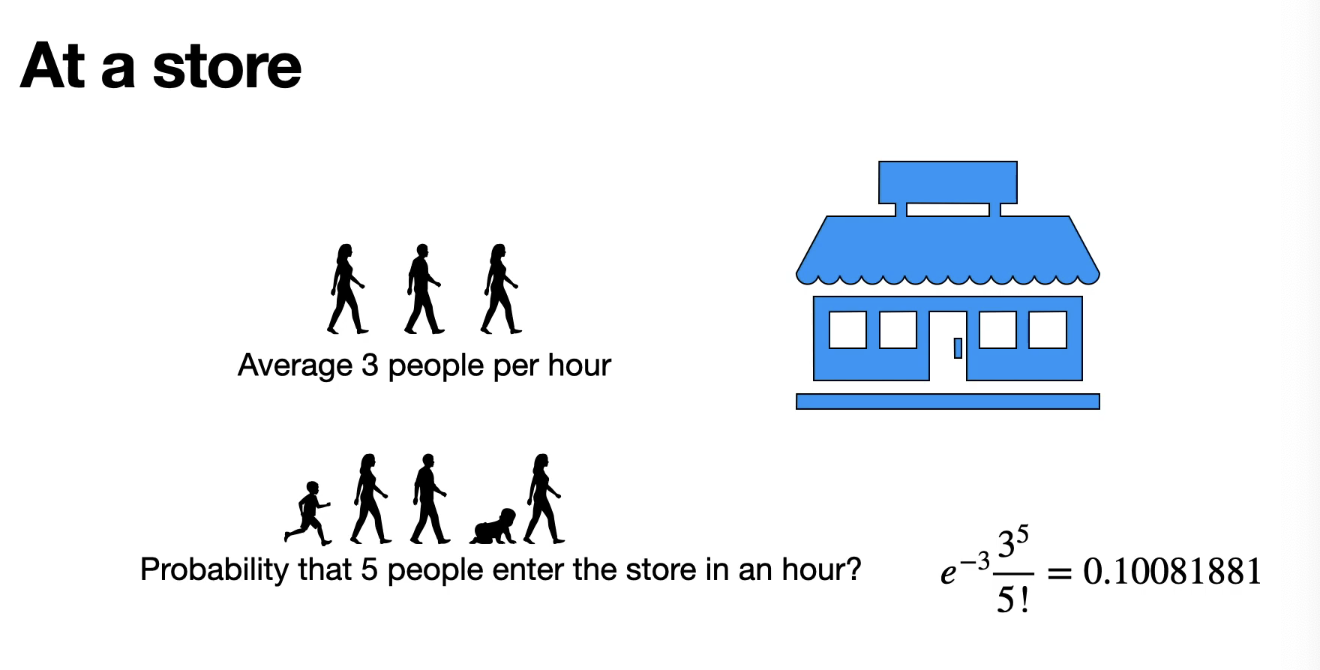 At a store
Average 3 people per hour
Probability that 5 people enter the store in an hour?
e^{-3} \frac{3^5}{5!} = 0.10081881